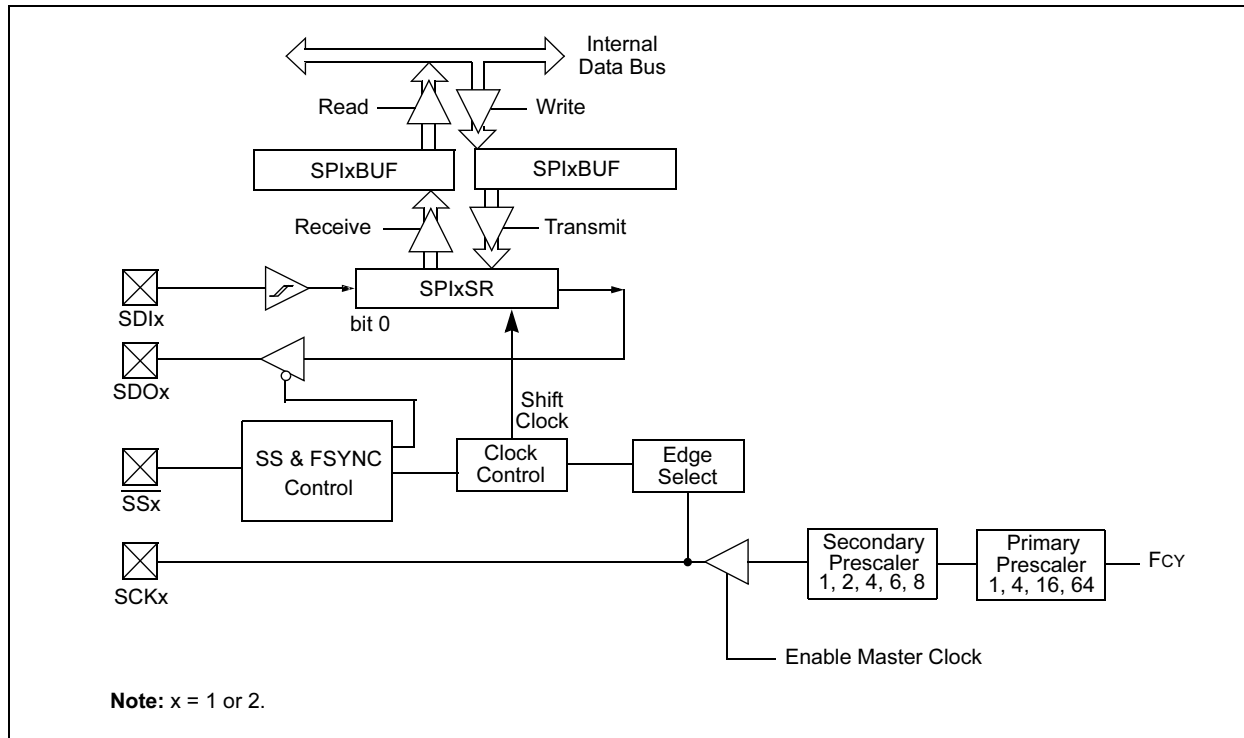 Internal
Data Bus
Read
Write
SPIxBUF
SPIxBUF
Receive
Transmit
SDIx
SPIxSR
bit 0
SDOx
Shift
Clock
SS & FSYNC
Control
Clock
Control
Edge
Select
SSx
SCKx
Secondary
Prescaler
1, 2, 4, 6, 8
Primary
Prescaler
1, 4, 16, 64
FCY
Enable Master Clock
Note: x = 1 or 2.